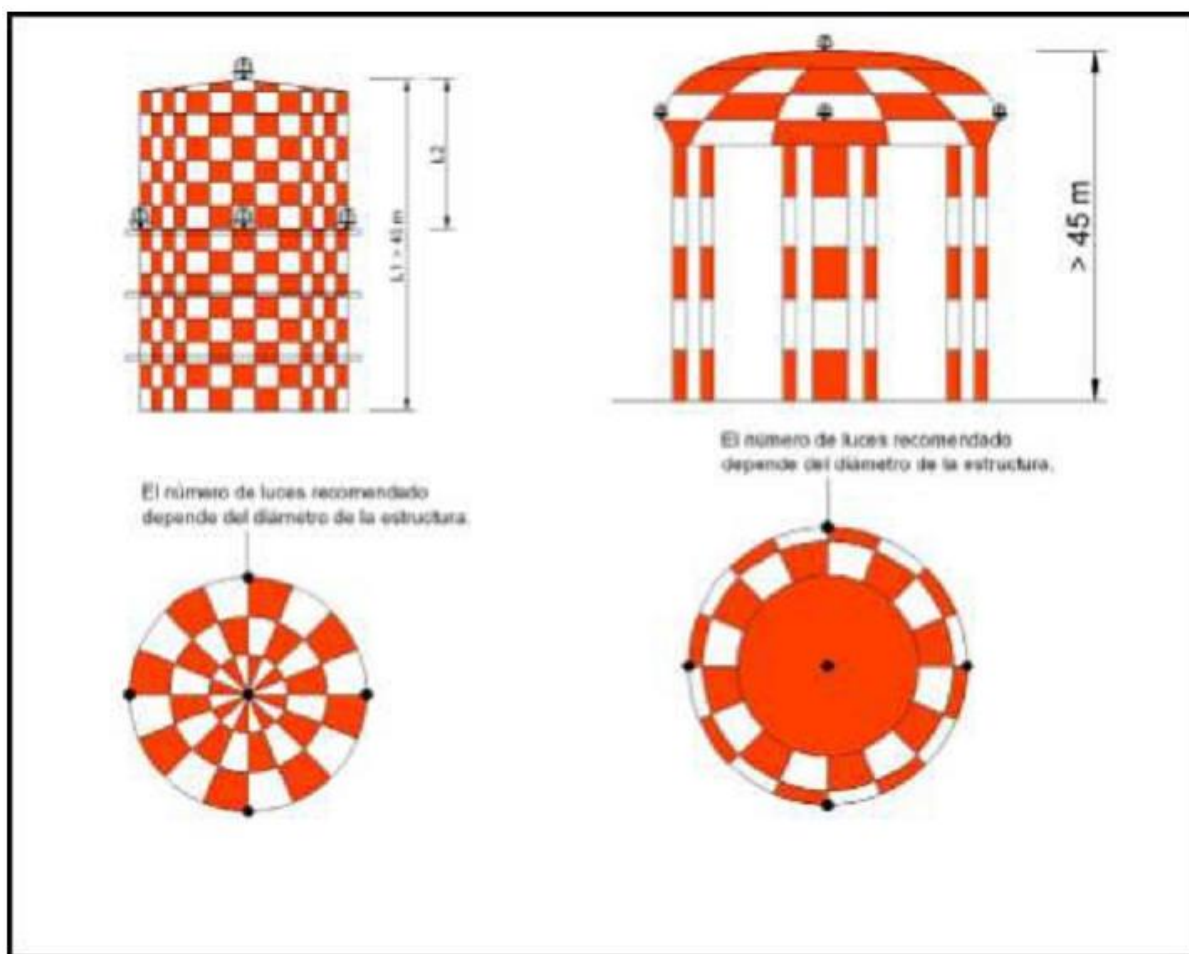 L2
L1 > 45 m
> 45 m
El número de luces recomendado
depende del diámetro de la estructura.
El número de luces recomendado
depende del diámetro de la estructura.